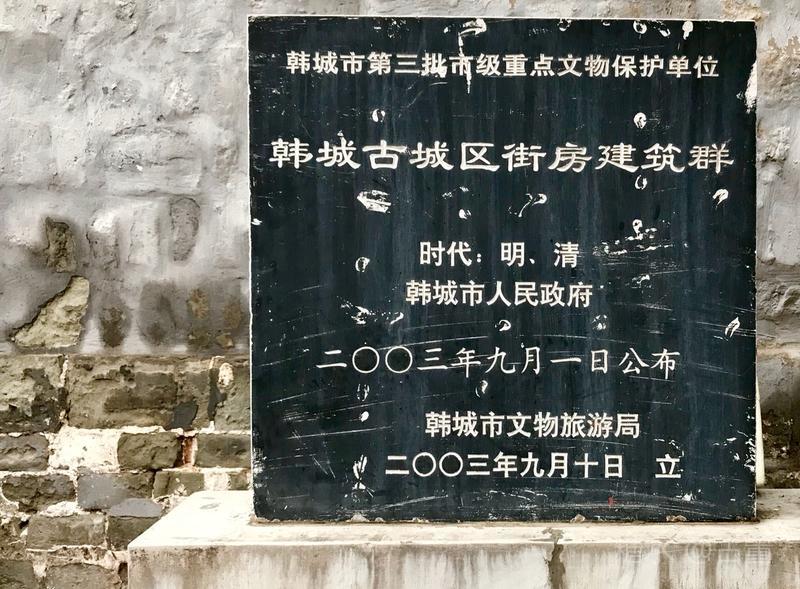 韩城市第三批市级重点文物保护单位
韩城古城区街房建筑群
时代：明、清
韩城市人民政府
二〇〇三年九月一日公布
韩城市文物旅游局
二〇〇三年九月十日 立